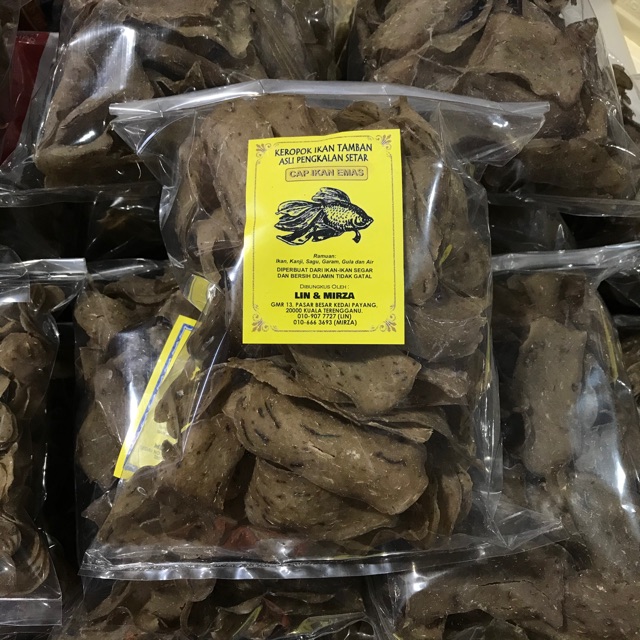 KEROPOK IKAN TAMBAN
ASLI PENGKALAN SETAR
CAP IKAN EMAS
Ramuan:
Ikan, Kanji, Sagu, Garam, Gula dan Air
DIPERBUAT DARI IKAN-IKAN SEGAR
DAN BERSIH DIJAMIN TIDAK GATAL
DIBUNGKUS OLEH :
LIN & MIRZA
GMR 13, PASAR BESAR KEDAI PAYANG,
20000 KUALA TERENGGANU.
010-907 7727 (LIN)
010-666 3693 (MIRZA)